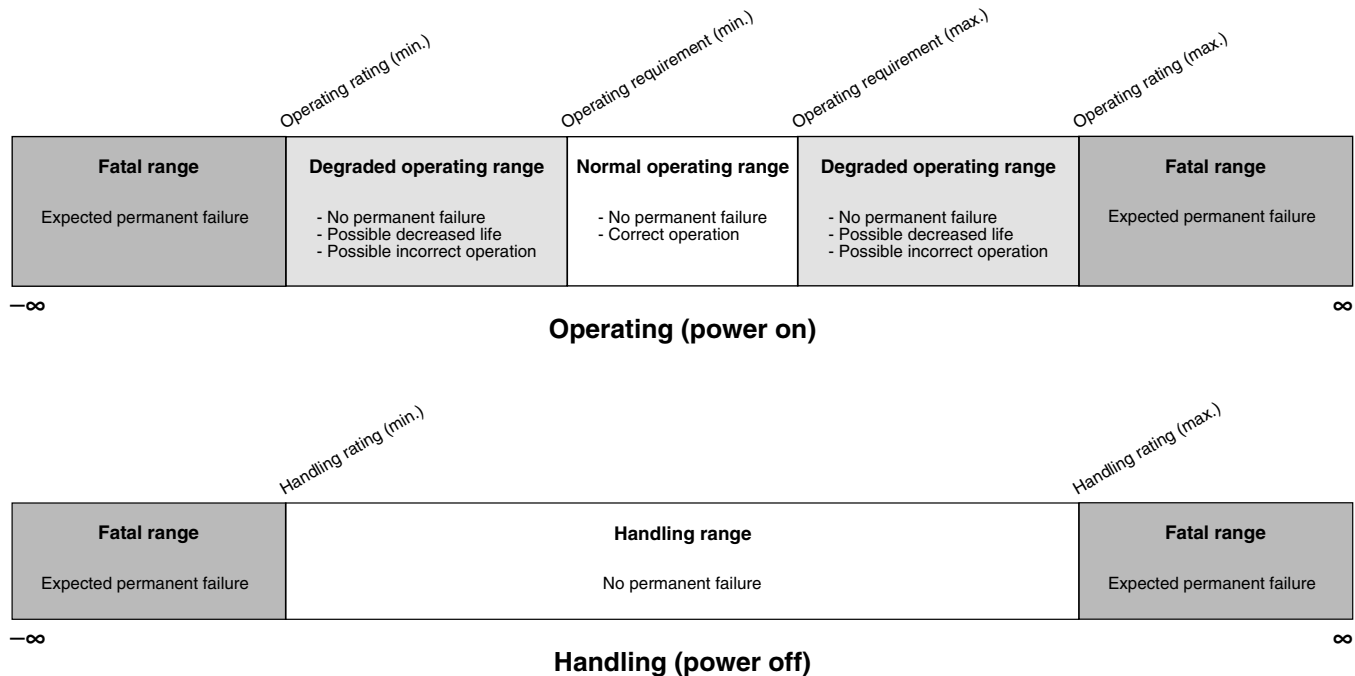 Operating rating (min.)
Operating requirement (min.)
Operating requirement (max.)
Operating rating (max.)
Fatal range
Expected permanent failure
Degraded operating range
- No permanent failure
- Possible decreased life
- Possible incorrect operation
Normal operating range
- No permanent failure
- Correct operation
Degraded operating range
- No permanent failure
- Possible decreased life
- Possible incorrect operation
Fatal range
Expected permanent failure
–∞
∞
Operating (power on)
Handling rating (min.)
Handling rating (max.)
Fatal range
Expected permanent failure
Handling range
No permanent failure
Fatal range
Expected permanent failure
–∞
∞
Handling (power off)